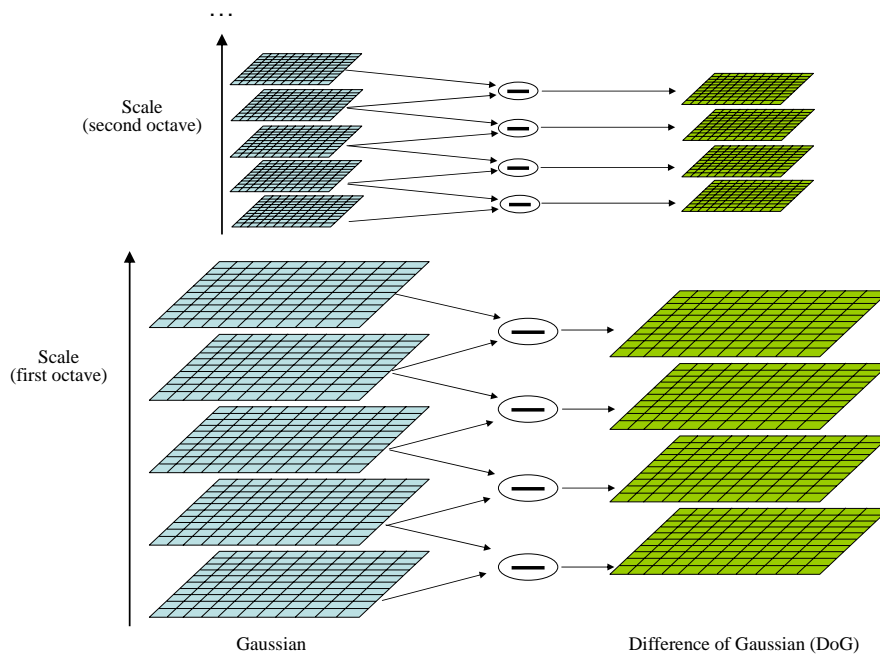 ...
Scale
(second octave)
Scale
(first octave)
Gaussian
Difference of Gaussian (DoG)